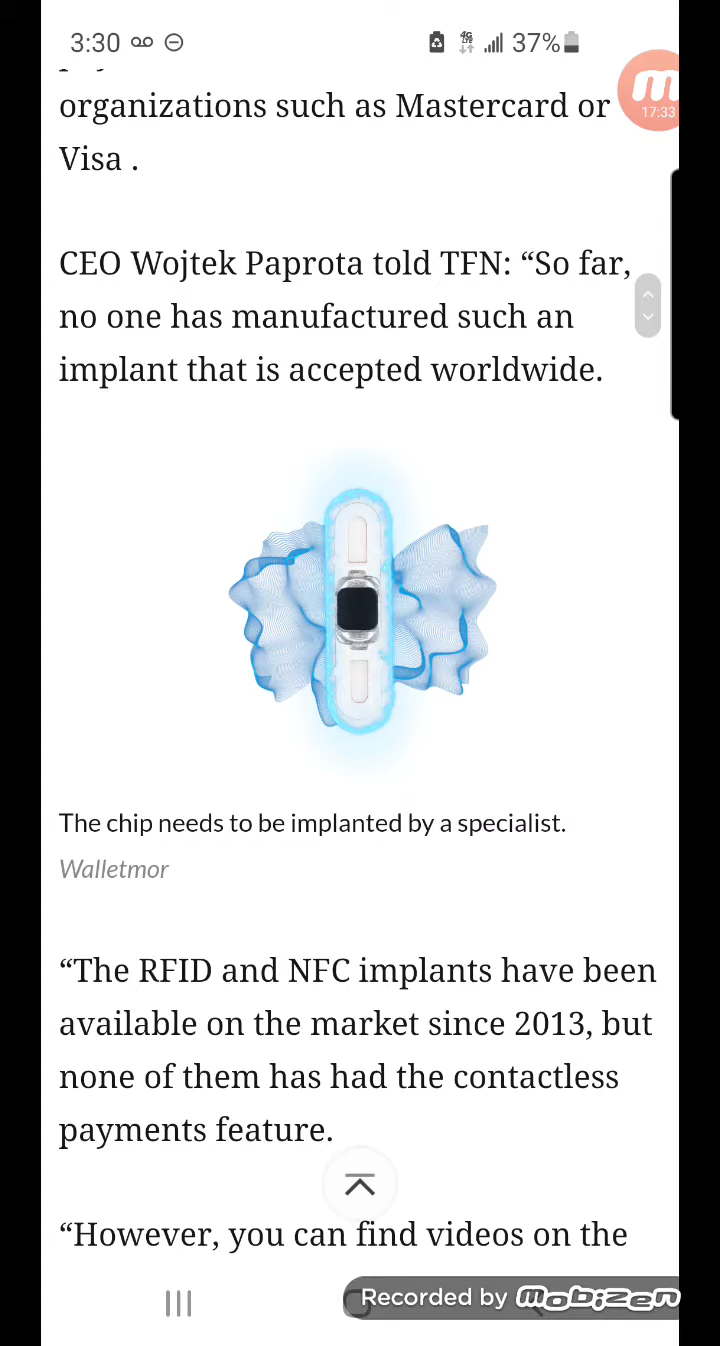 3:30
4G
37%
m
17:33
organizations such as Mastercard or
Visa .
CEO Wojtek Paprota told TFN: “So far,
no one has manufactured such an
implant that is accepted worldwide.
The chip needs to be implanted by a specialist.
Walletmor
“The RFID and NFC implants have been
available on the market since 2013, but
none of them has had the contactless
payments feature.
“However, you can find videos on the
Recorded by mobizen